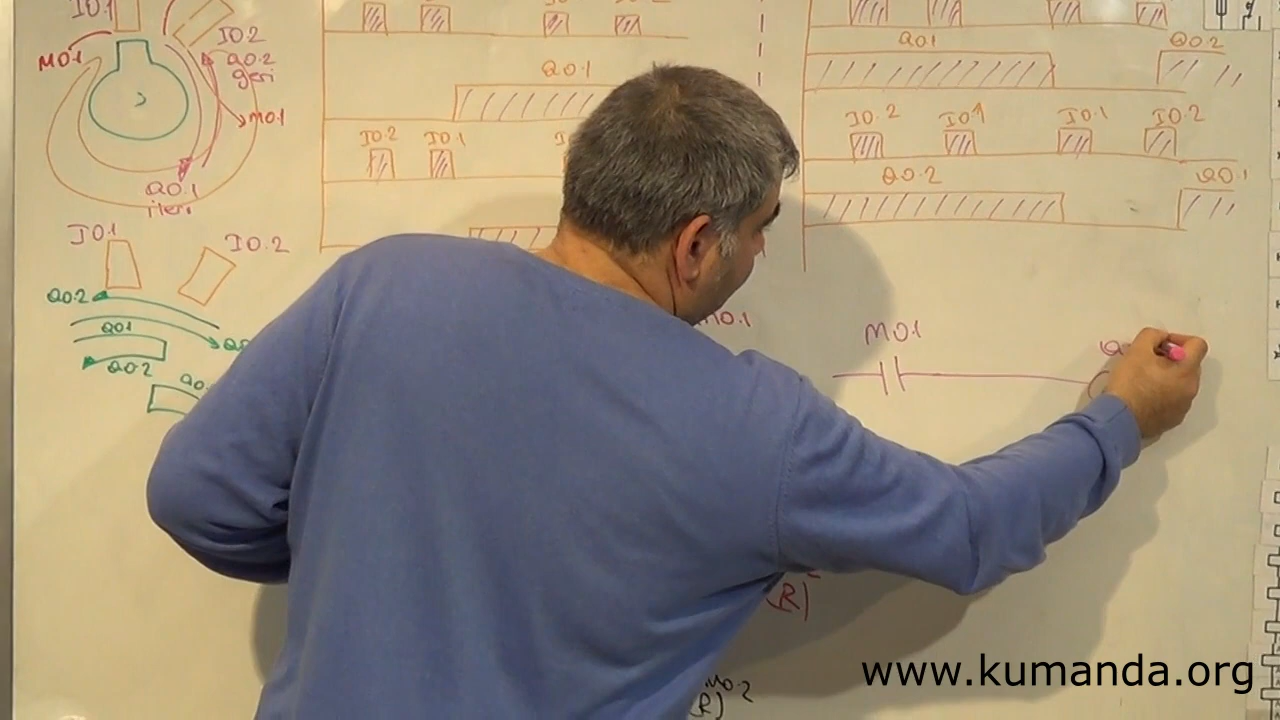 I0.1
I0.2
M0.1
Q0.2
geri
M0.1
Q0.1
ileri
I0.1
I0.2
Q0.2
Q0.1
Q0.2
Q0.1
I0.2 I0.1
Q0.1 Q0.2
I0.2 I0.1 I0.1 I0.2
Q0.2 Q0.1
M0.1
M0.1
(R)
M0.2
(R)
www.kumanda.org